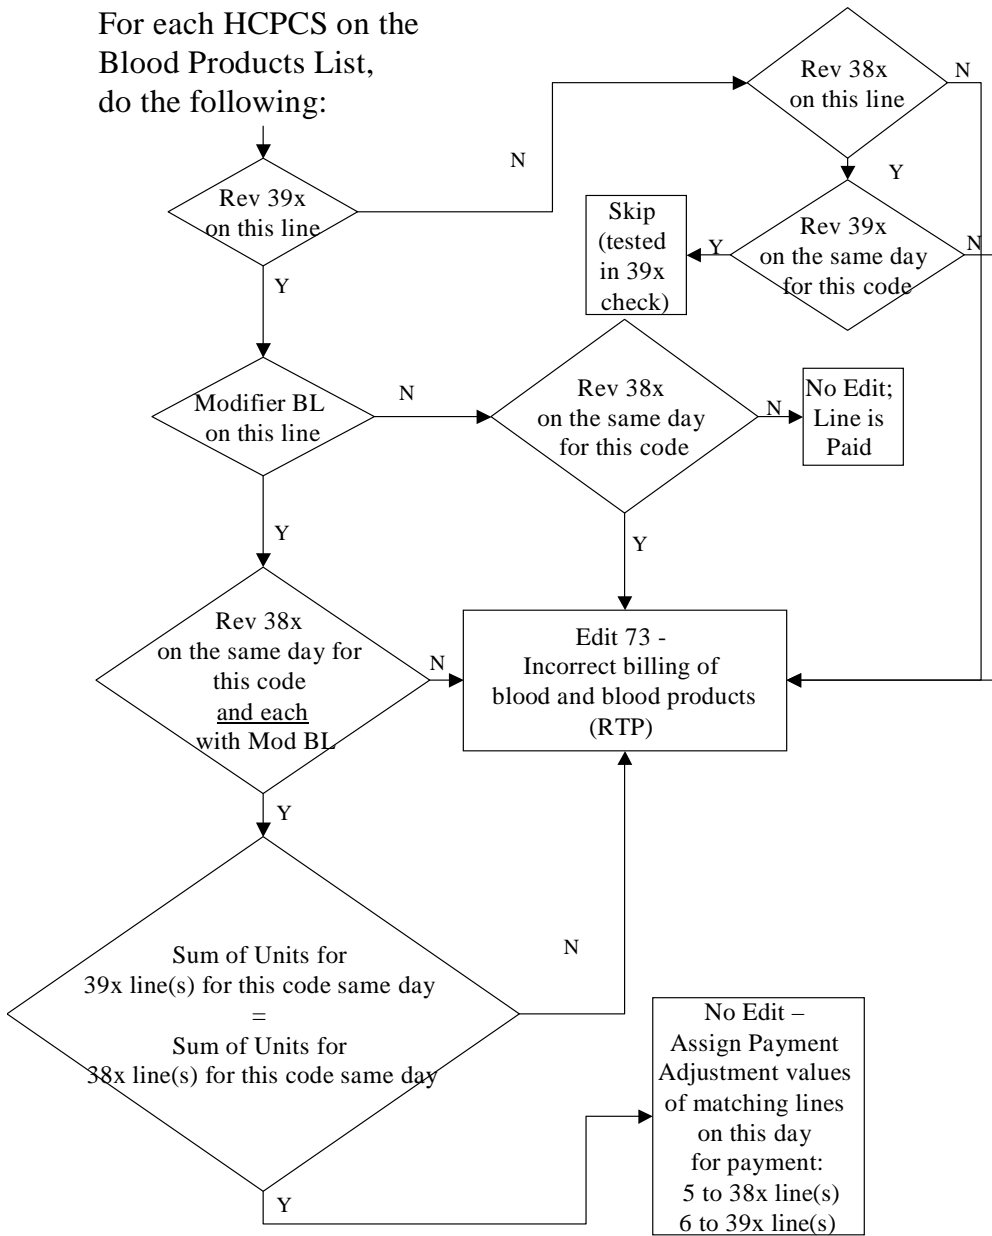 For each HCPCS on the
Blood Products List,
do the following:
Rev 38x
on this line
N
N
Y
Rev 39x
on this line
Skip
(tested
in 39x
check)
Y
Rev 39x
on the same day
for this code
N
Y
Modifier BL
on this line
N
Rev 38x
on the same day
for this code
N
No Edit;
Line is
Paid
Y
Y
Rev 38x
on the same day for
this code
and each
with Mod BL
N
Edit 73 -
Incorrect billing of
blood and blood products
(RTP)
Y
Sum of Units for
39x line(s) for this code same day
=
Sum of Units for
38x line(s) for this code same day
N
Y
No Edit –
Assign Payment
Adjustment values
of matching lines
on this day
for payment:
5 to 38x line(s)
6 to 39x line(s)